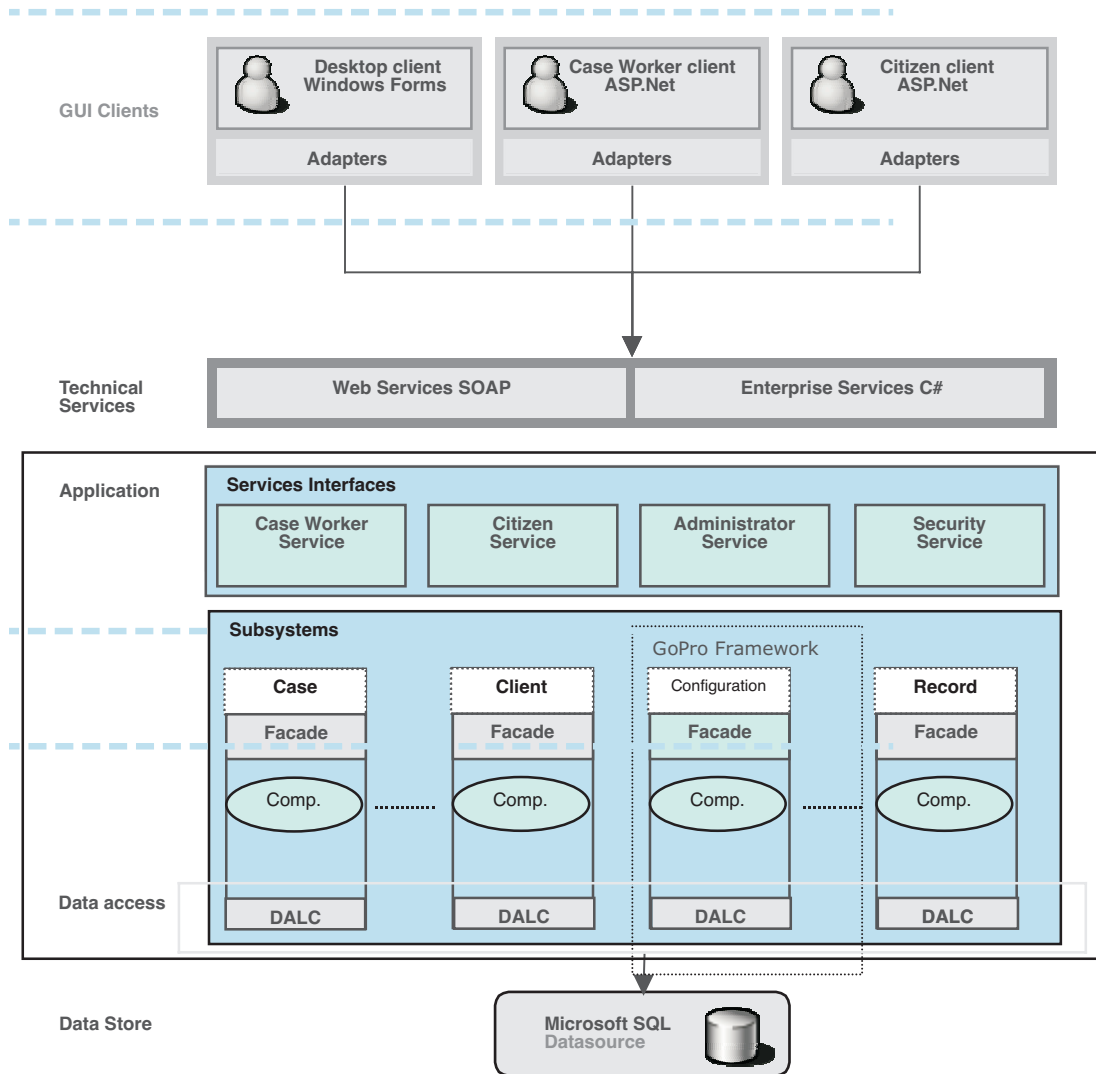 GUI Clients
Desktop client
Windows Forms
Adapters
Case Worker client
ASP.Net
Adapters
Citizen client
ASP.Net
Adapters
Technical
Services
Web Services SOAP
Enterprise Services C#
Application
Services Interfaces
Case Worker
Service
Citizen
Service
Administrator
Service
Security
Service
Subsystems
GoPro Framework
Case
Client
Configuration
Record
Facade
Facade
Facade
Facade
Comp.
Comp.
Comp.
Comp.
Data access
DALC
DALC
DALC
DALC
Data Store
Microsoft SQL
Datasource